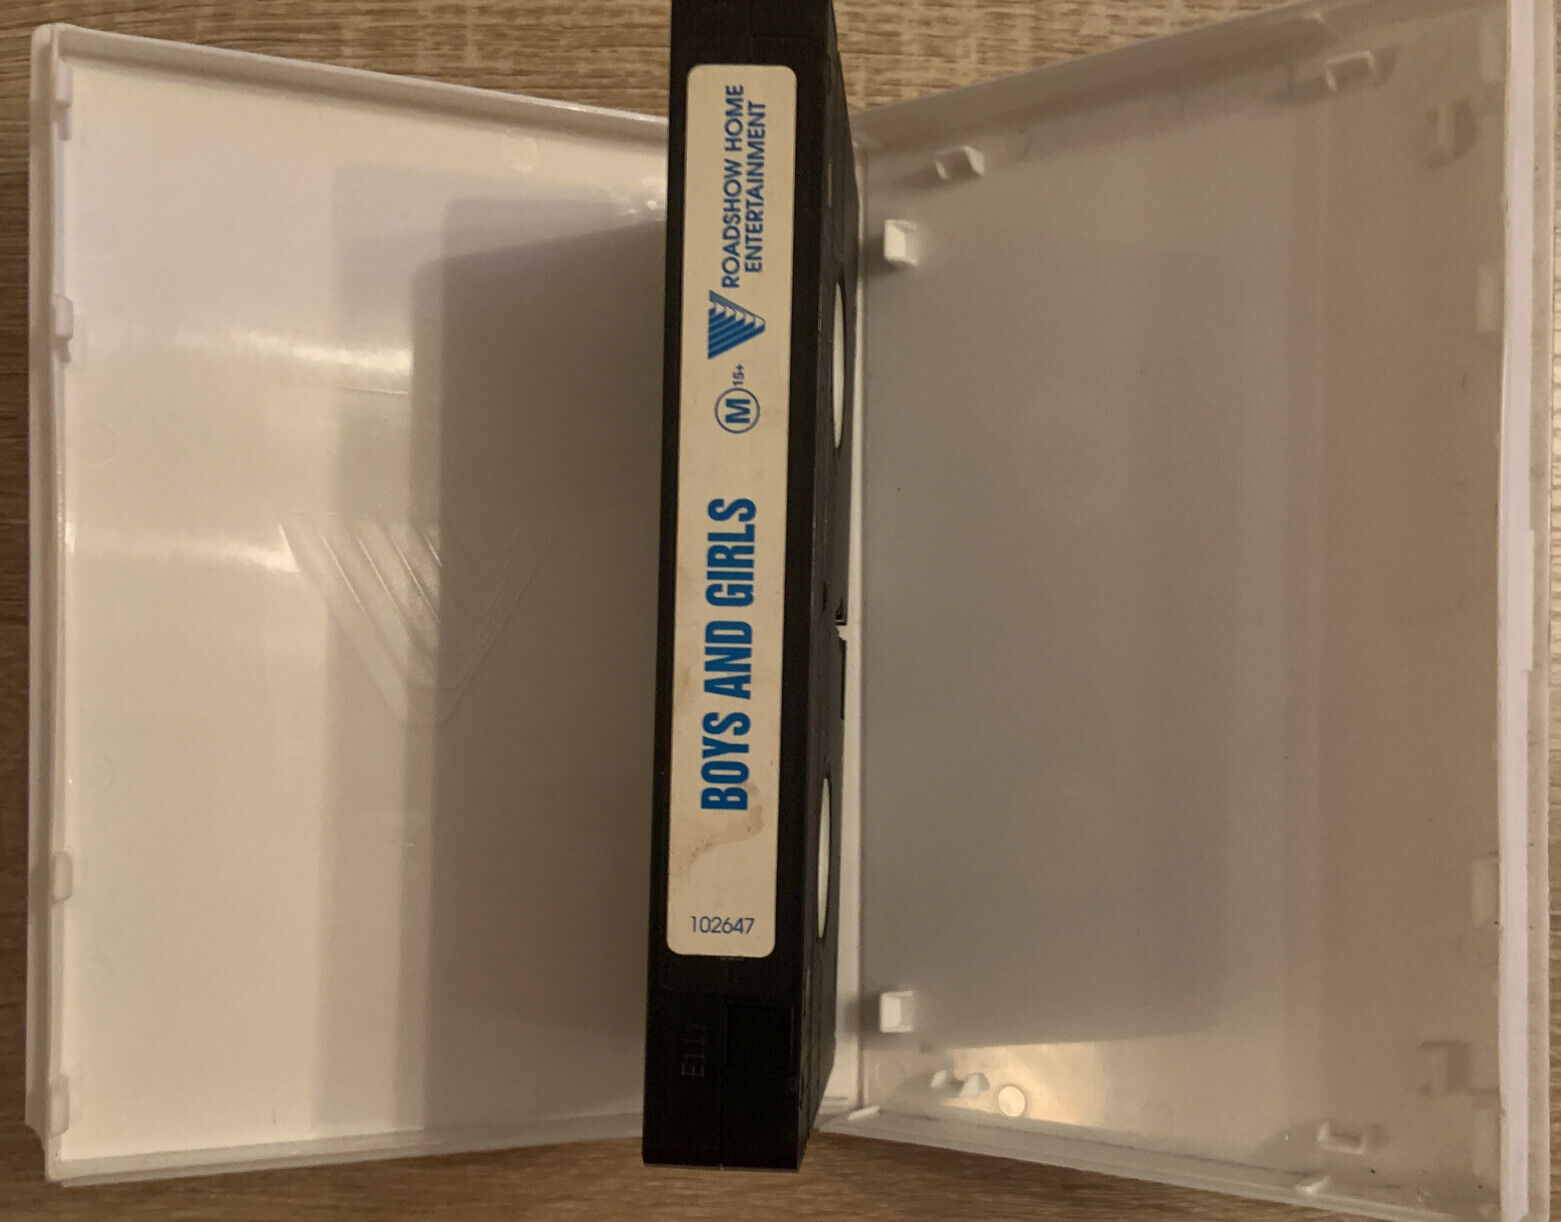 102647
BOYS AND GIRLS
M 15+
ROADSHOW HOME
ENTERTAINMENT